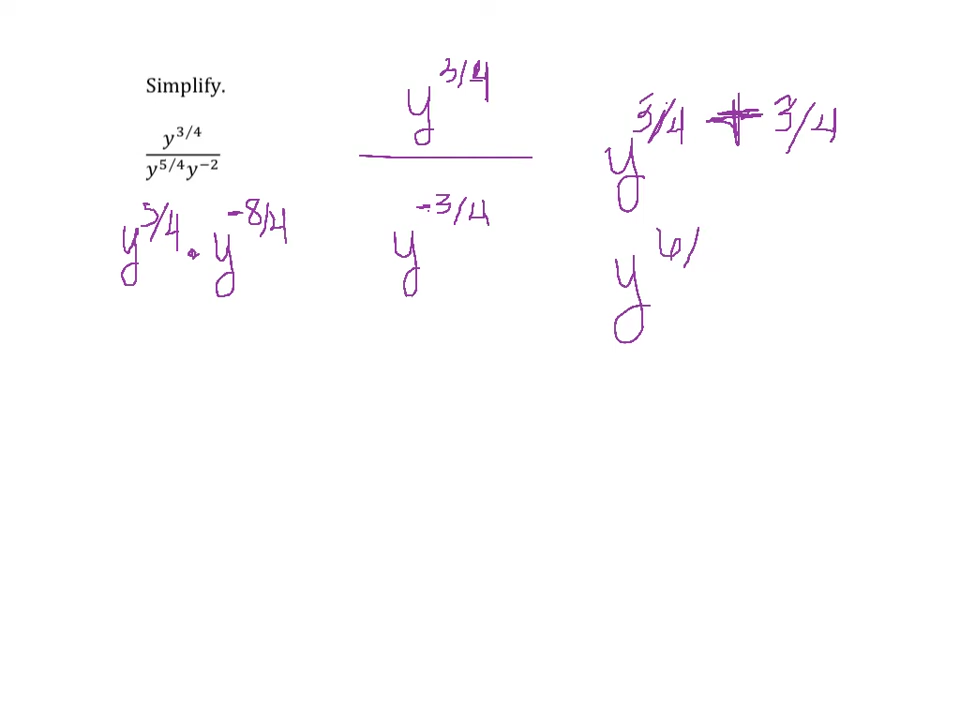 Simplify.
y^{3/4}
y^{5/4}y^{-2}
y^{5/4} · y^{-8/4}
y^{3/4}
y^{-3/4}
y^{3/4 + 3/4}
y^{6/}